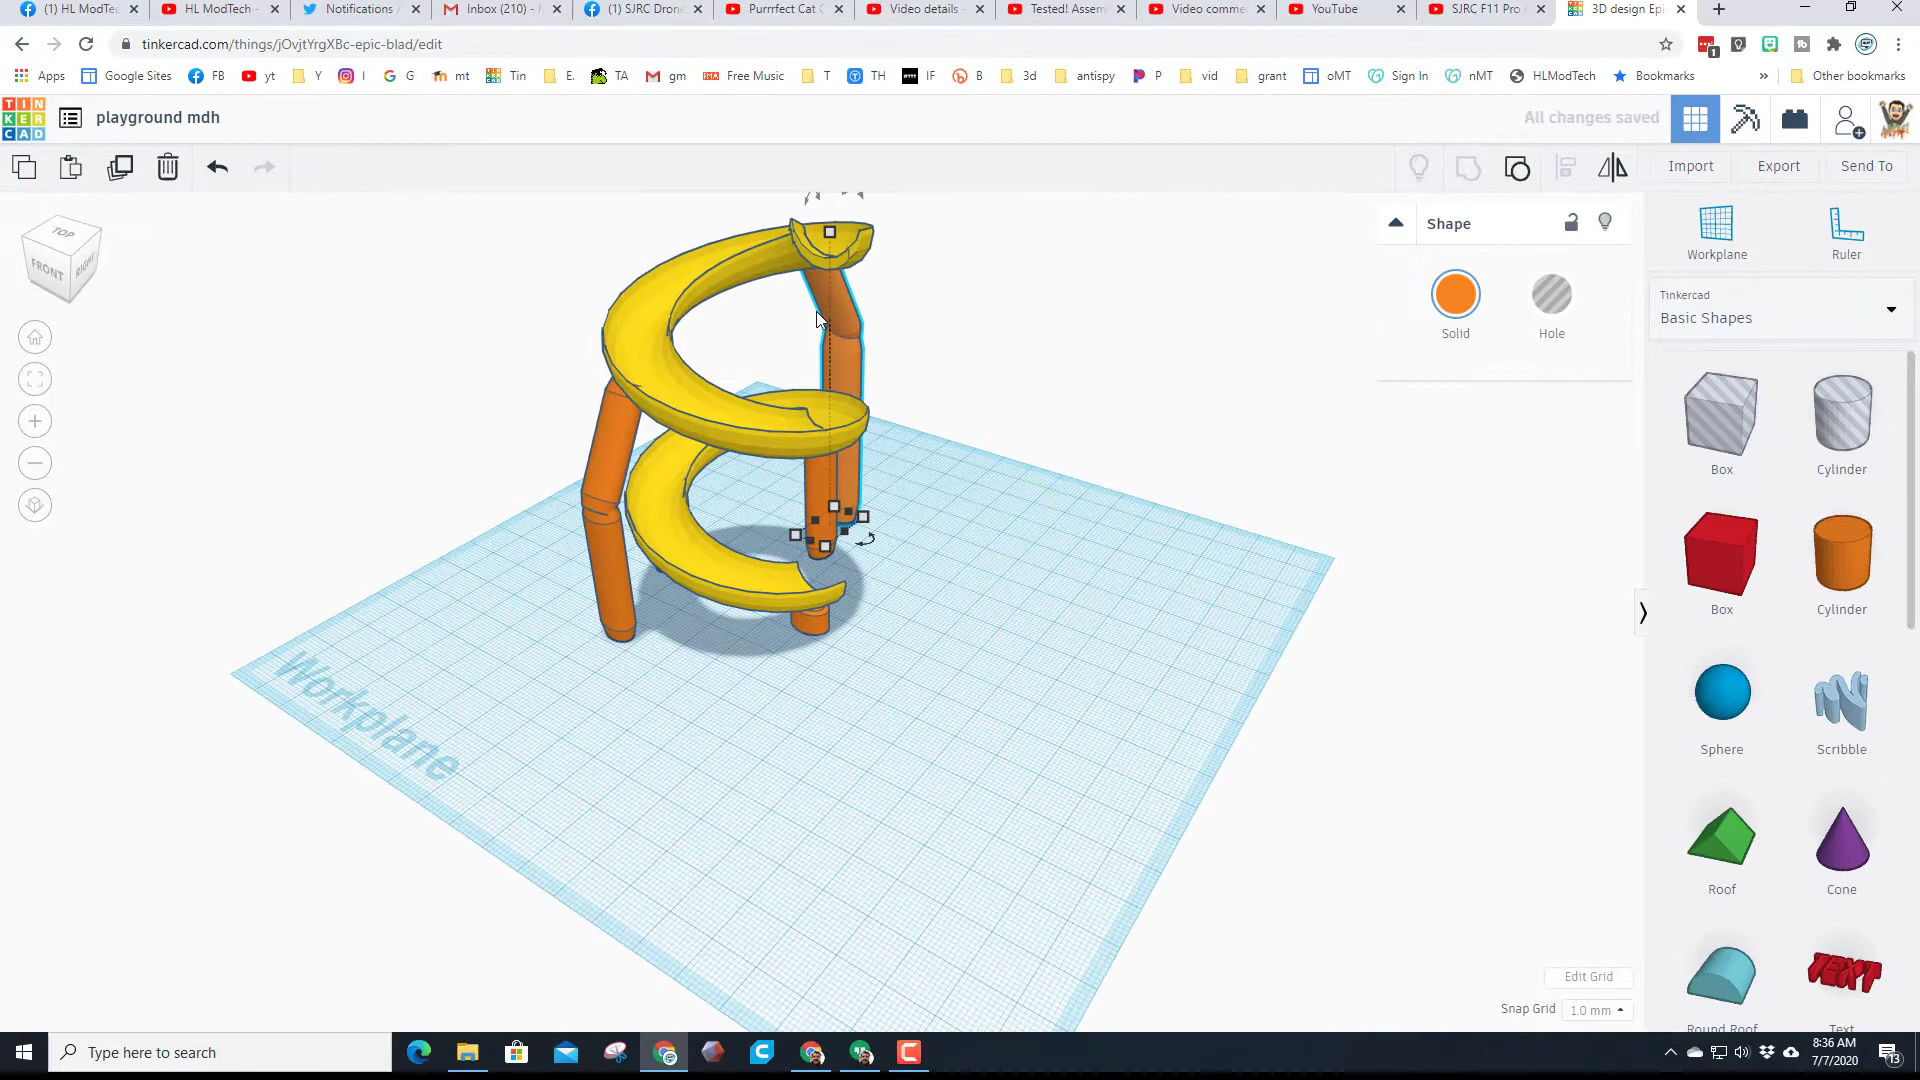 (1) HL ModTec
HL ModTech -
Notifications /
Inbox (210) - h
(1) SJRC Drone
Purrrfect Cat C
Video details -
Tested! Assem
Video comme
YouTube
SJRC F11 Pro
3D design Epi
tinkercad.com/things/jOvjtYrgXBc-epic-blad/edit
Apps
Google Sites
FB
yt
Y
I
G
mt
Tin
E.
TA
gm
Free Music
T
TH
IF
B
3d
antispy
P
vid
grant
oMT
Sign In
nMT
HLModTech
Bookmarks
»
Other bookmarks
TIN
KER
CAD
playground mdh
All changes saved
Import
Export
Send To
TOP
FRONT
RIGHT
Shape
Solid
Hole
Workplane
Ruler
Tinkercad
Basic Shapes
Box
Cylinder
Box
Cylinder
Sphere
Scribble
Roof
Cone
TEXT
Round Roof
Text
Workplane
Edit Grid
Snap Grid
1.0 mm
Type here to search
8:36 AM
7/7/2020
13